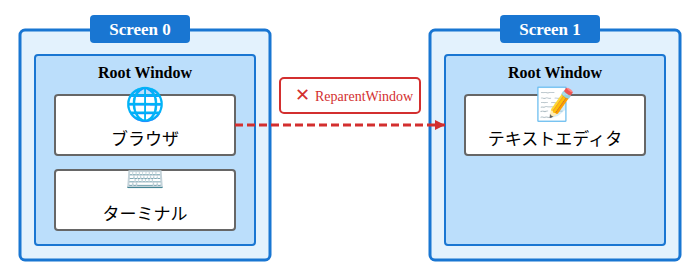 Screen 0
Root Window
🌐
ブラウザ
⌨️
ターミナル
✕ ReparentWindow
Screen 1
Root Window
📝
テキストエディタ